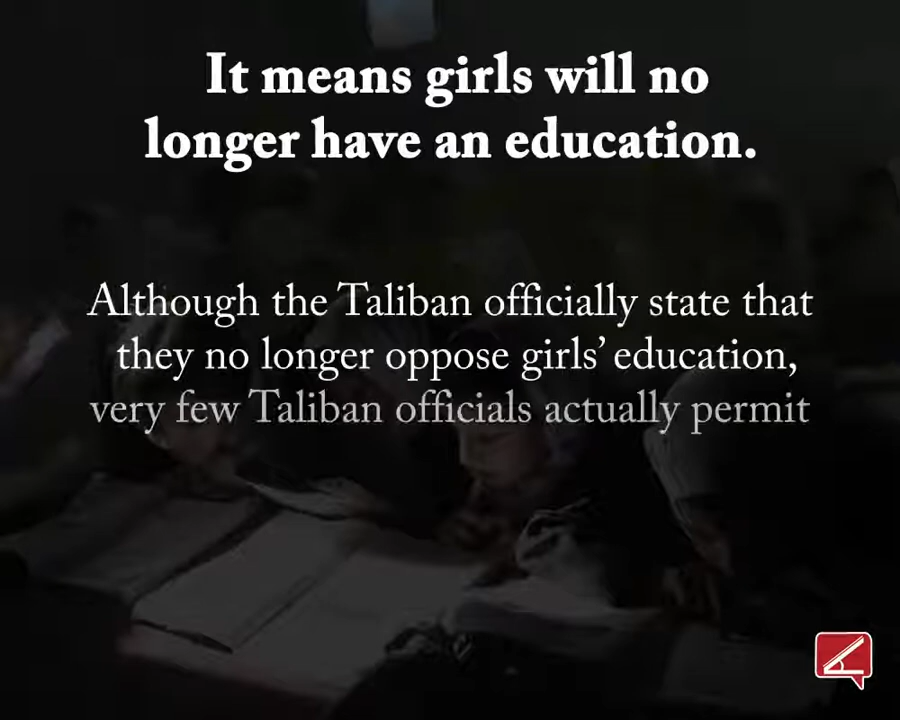 It means girls will no
longer have an education.
Although the Taliban officially state that
they no longer oppose girls’ education,
very few Taliban officials actually permit